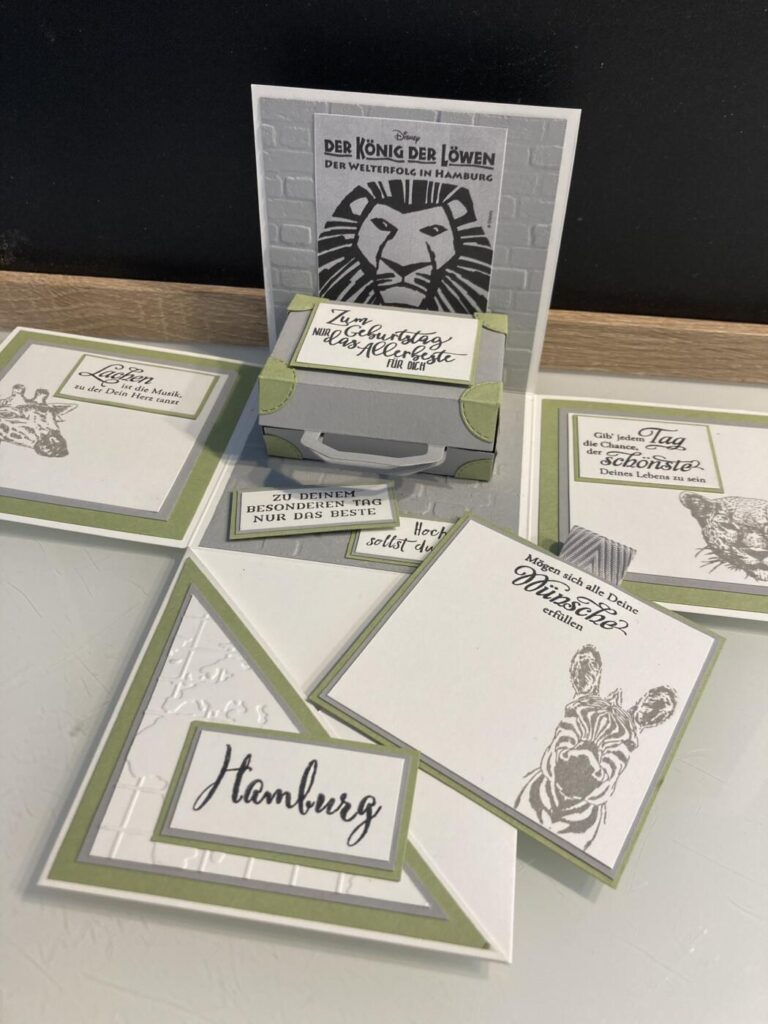 Disney
DER KÖNIG DER LÖWEN
DER WELTERFOLG IN HAMBURG
Zum
NUR Geburtstag
das Allerbeste
FÜR DICH
Lachen
ist die Musik,
zu der Dein Herz tanzt
Gib' jedem Tag
die Chance,
der schönste
Deines Lebens zu sein
ZU DEINEM
BESONDEREN TAG
NUR DAS BESTE
Hoch
sollst du
Mögen sich alle Deine
Wünsche
erfüllen
Hamburg